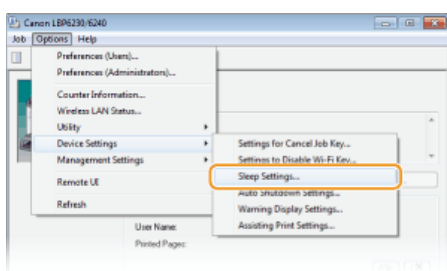 Canon LBP6230/6240
Job Options Help
Preferences (Users)...
Preferences (Administrators)...
Counter Information...
Wireless LAN Status...
Utility
Device Settings
Management Settings
Remote UI
Refresh
Settings for Cancel Job Key...
Settings to Disable Wi-Fi Key...
Sleep Settings...
Auto Shutdown Settings...
Warning Display Settings...
Assisting Print Settings...
User Name:
Printed Pages: